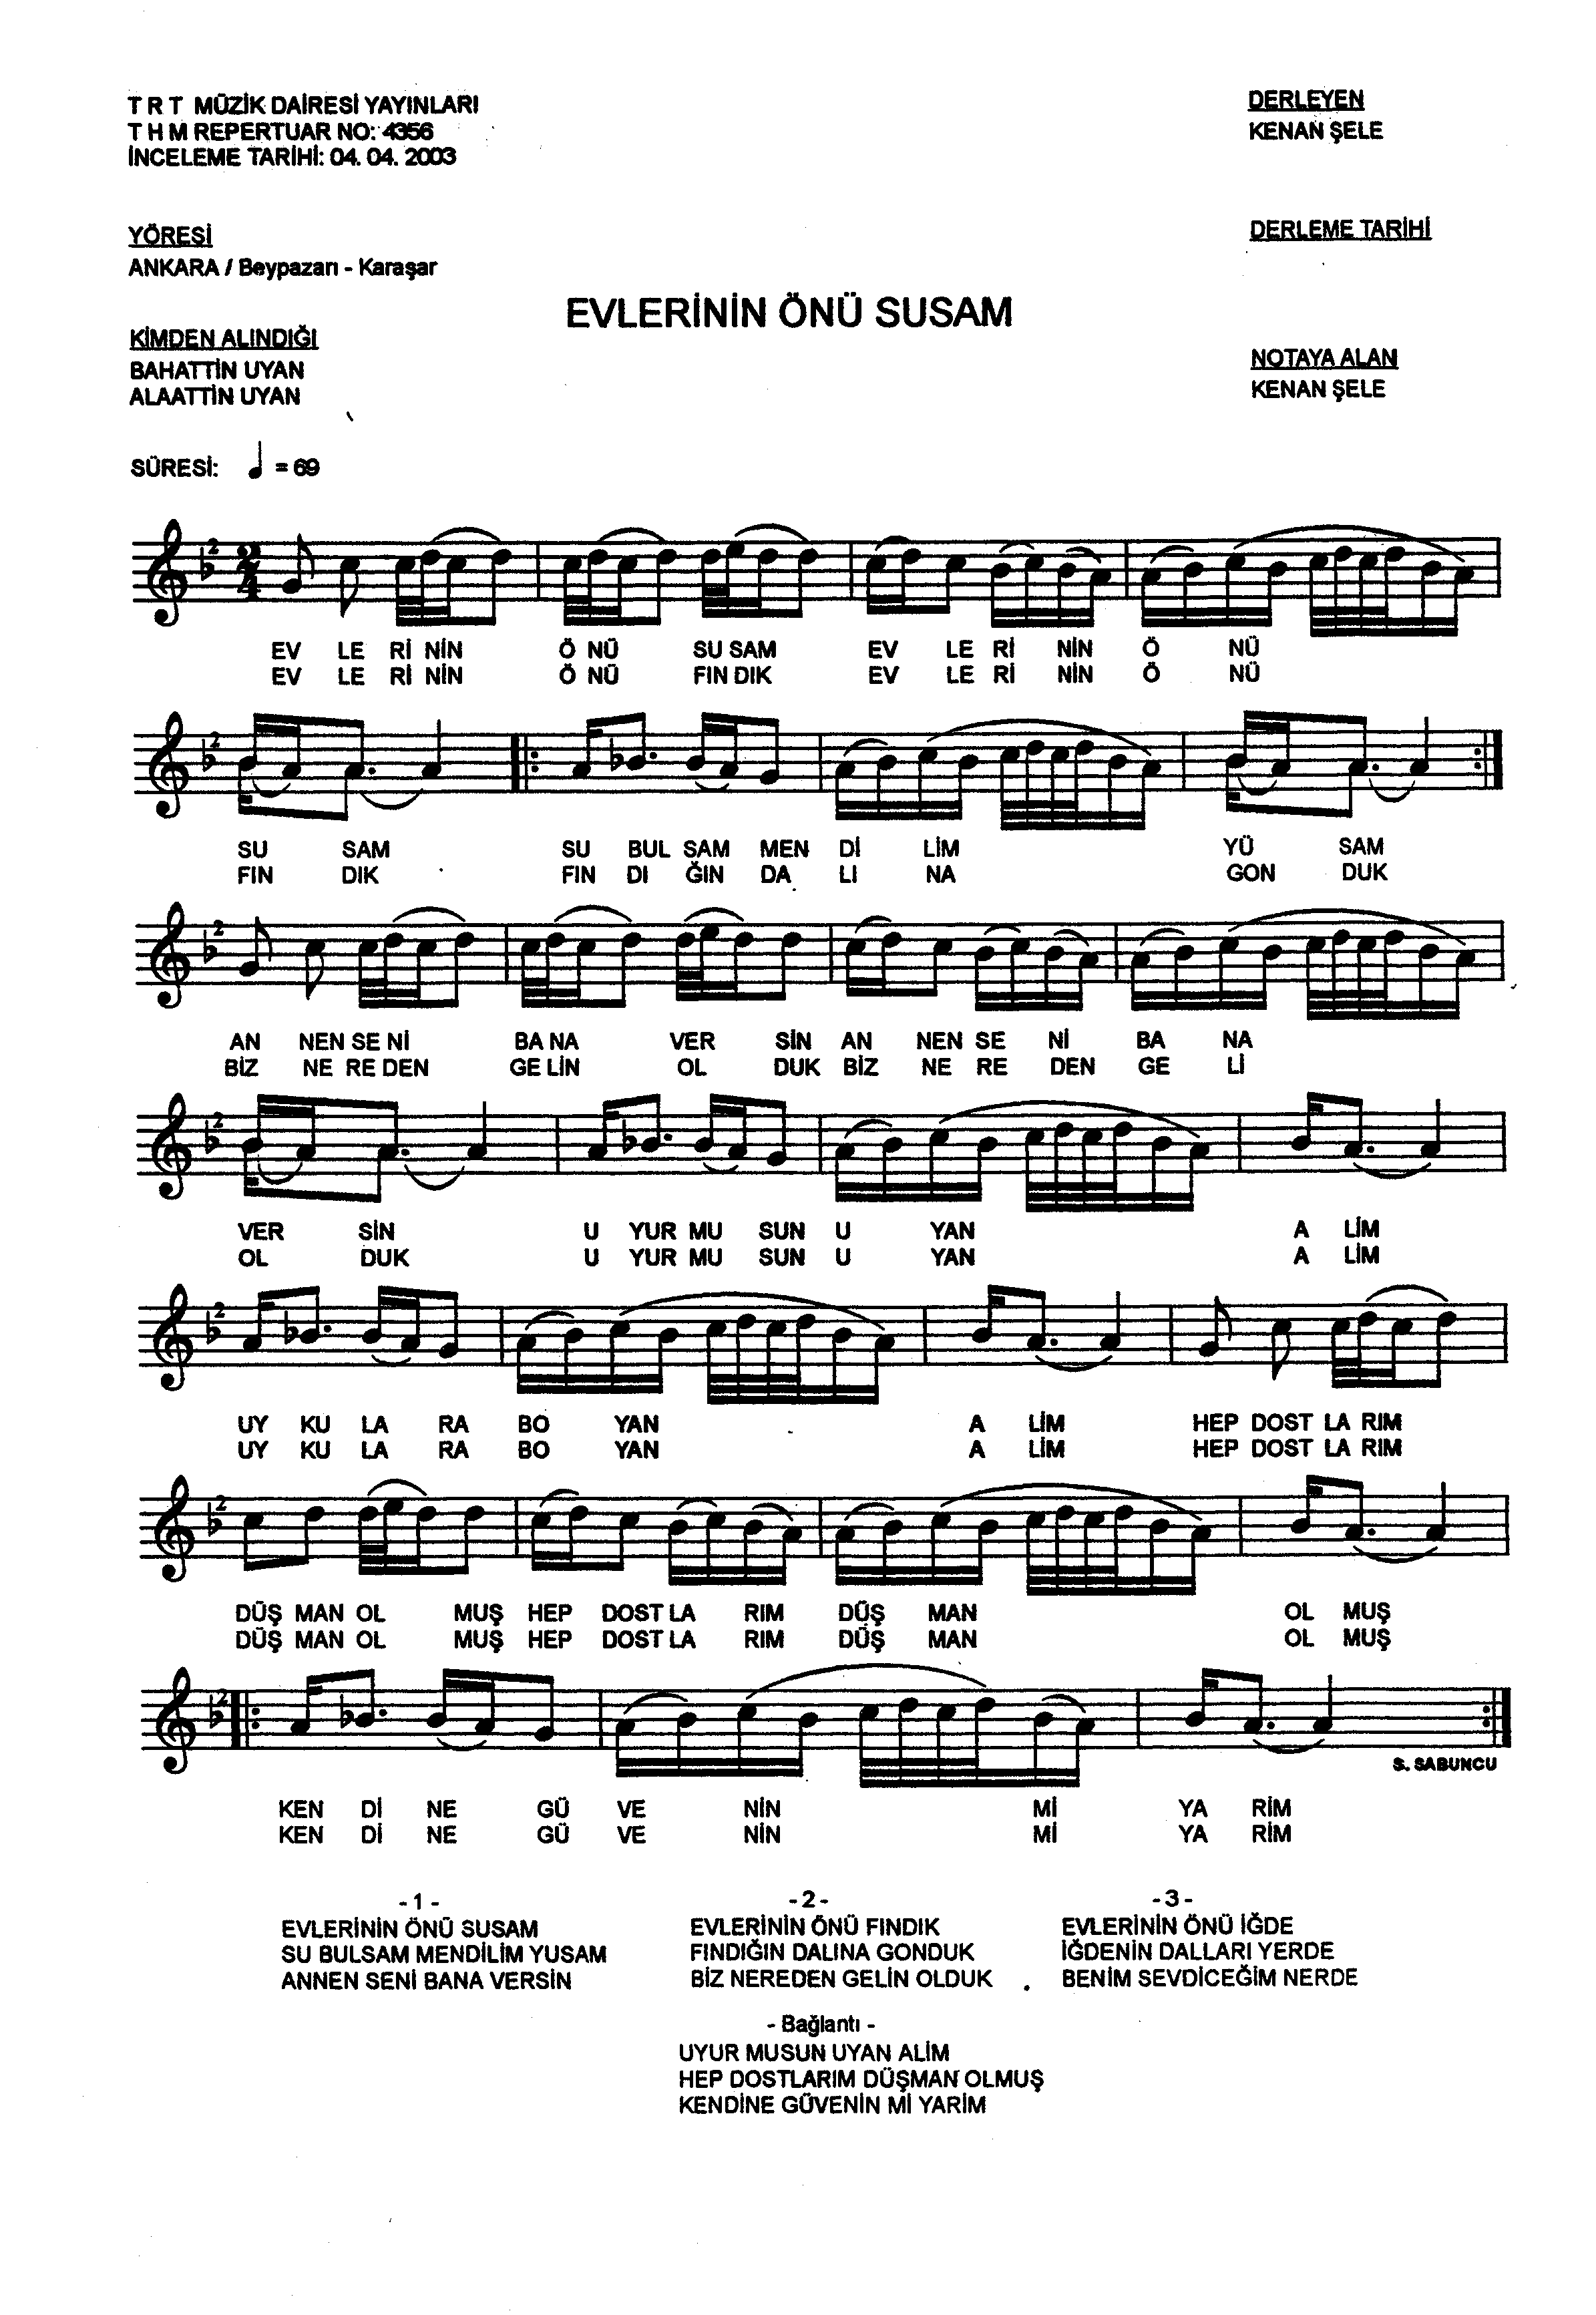 T R T MÜZİK DAİRESİ YAYINLARI
T H M REPERTUAR NO: 4356
İNCELEME TARİHİ: 04. 04. 2003
DERLEYEN
KENAN ŞELE
YÖRESİ
ANKARA / Beypazarı - Karaşar
DERLEME TARİHİ
EVLERİNİN ÖNÜ SUSAM
KİMDEN ALINDIĞI
BAHATTİN UYAN
ALAATTİN UYAN
NOTAYA ALAN
KENAN ŞELE
SÜRESİ: = 69
EV LE Rİ NİN Ö NÜ SU SAM EV LE Rİ NİN Ö NÜ
EV LE Rİ NİN Ö NÜ FIN DIK EV LE Rİ NİN Ö NÜ
SU SAM SU BUL SAM MEN Dİ LİM YÜ SAM
FIN DIK FIN DI ĞIN DA LI NA GON DUK
AN NEN SE Nİ BA NA VER SİN AN NEN SE Nİ BA NA
BİZ NE RE DEN GE LİN OL DUK BİZ NE RE DEN GE Lİ
VER SİN U YUR MU SUN U YAN A LİM
OL DUK U YUR MU SUN U YAN A LİM
UY KU LA RA BO YAN A LİM HEP DOST LA RIM
UY KU LA RA BO YAN A LİM HEP DOST LA RIM
DÜŞ MAN OL MUŞ HEP DOST LA RIM DÜŞ MAN OL MUŞ
DÜŞ MAN OL MUŞ HEP DOST LA RIM DÜŞ MAN OL MUŞ
S. SABUNCU
KEN Dİ NE GÜ VE NİN Mİ YA RİM
KEN Dİ NE GÜ VE NİN Mİ YA RİM
- 1 -
EVLERİNİN ÖNÜ SUSAM
SU BULSAM MENDİLİM YUSAM
ANNEN SENİ BANA VERSİN
- 2 -
EVLERİNİN ÖNÜ FINDIK
FINDIĞIN DALINA GONDUK
BİZ NEREDEN GELİN OLDUK
- 3 -
EVLERİNİN ÖNÜ İĞDE
İĞDENİN DALLARI YERDE
BENİM SEVDİCEĞİM NERDE
- Bağlantı -
UYUR MUSUN UYAN ALİM
HEP DOSTLARIM DÜŞMAN OLMUŞ
KENDİNE GÜVENİN Mİ YARİM